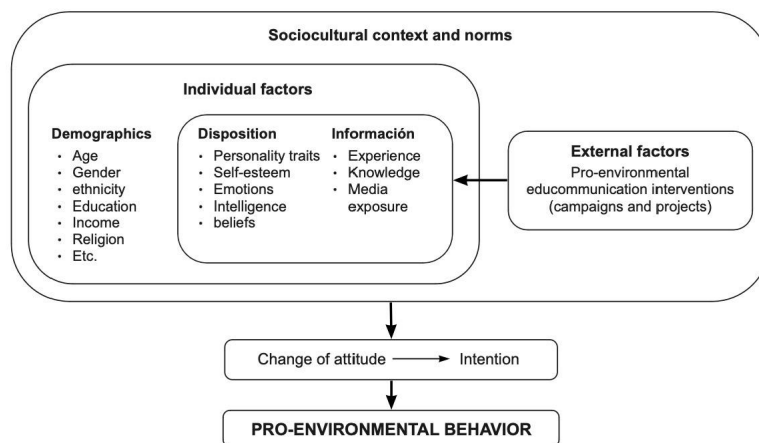 Sociocultural context and norms
Individual factors
Demographics
· Age
· Gender
· ethnicity
· Education
· Income
· Religion
· Etc.
Disposition
· Personality traits
· Self-esteem
· Emotions
· Intelligence
· beliefs
Información
· Experience
· Knowledge
· Media
exposure
External factors
Pro-environmental
educommunication interventions
(campaigns and projects)
Change of attitude Intention
PRO-ENVIRONMENTAL BEHAVIOR